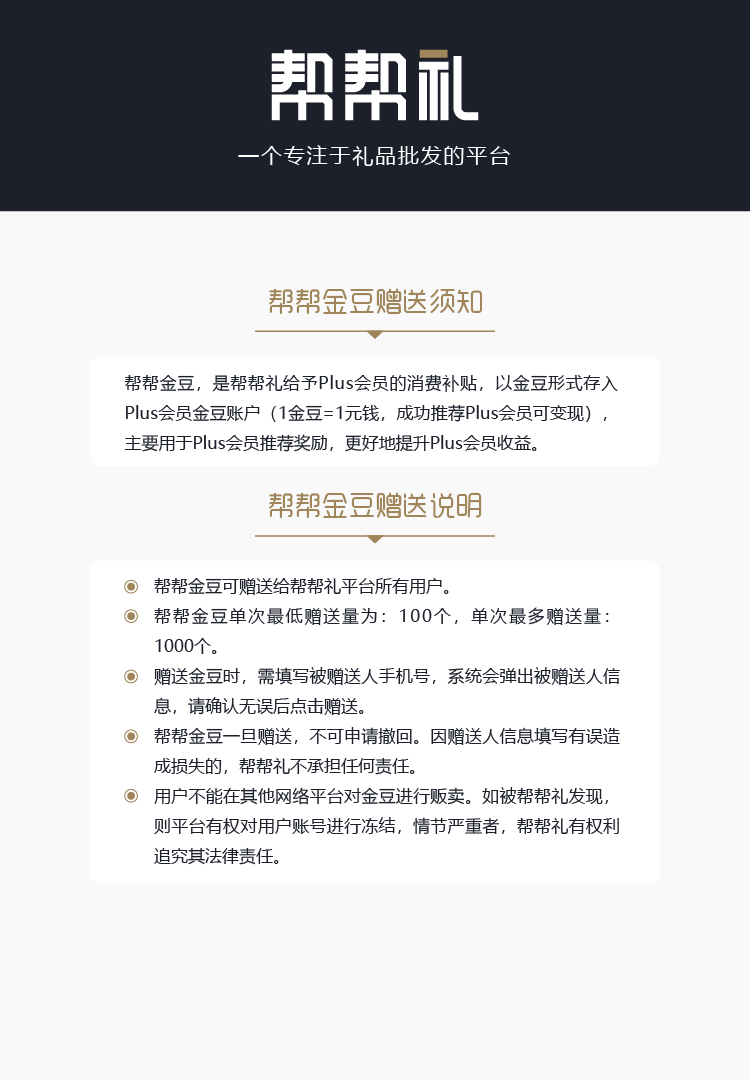 帮帮礼
一个专注于礼品批发的平台
帮帮金豆赠送须知
帮帮金豆，是帮帮礼给予Plus会员的消费补贴，以金豆形式存入
Plus会员金豆账户（1金豆=1元钱，成功推荐Plus会员可变现），
主要用于Plus会员推荐奖励，更好地提升Plus会员收益。
帮帮金豆赠送说明
帮帮金豆可赠送给帮帮礼平台所有用户。
帮帮金豆单次最低赠送量为：100个，单次最多赠送量：
1000个。
赠送金豆时，需填写被赠送人手机号，系统会弹出被赠送人信
息，请确认无误后点击赠送。
帮帮金豆一旦赠送，不可申请撤回。因赠送人信息填写有误造
成损失的，帮帮礼不承担任何责任。
用户不能在其他网络平台对金豆进行贩卖。如被帮帮礼发现，
则平台有权对用户账号进行冻结，情节严重者，帮帮礼有权利
追究其法律责任。